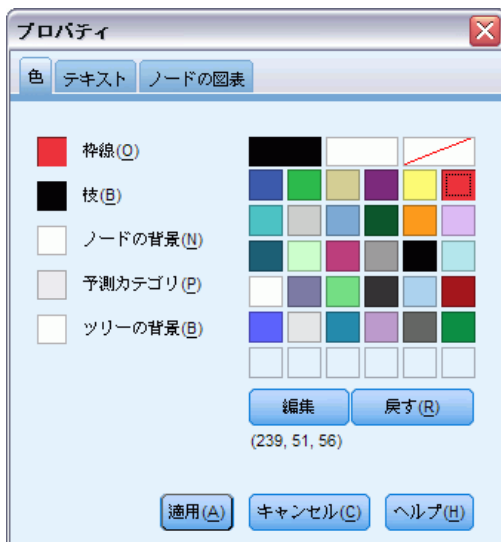 プロパティ
色 テキスト ノードの図表
枠線(O)
枝(B)
ノードの背景(N)
予測カテゴリ(P)
ツリーの背景(B)
編集 戻す(R)
(239, 51, 56)
適用(A) キャンセル(C) ヘルプ(H)